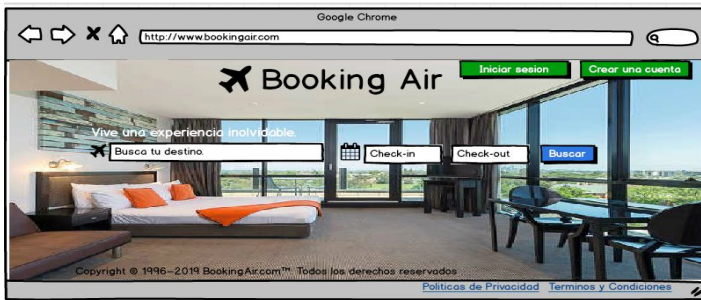 Google Chrome
http://www.bookingair.com
Iniciar sesion
Crear una cuenta
Booking Air
Vive una experiencia inolvidable.
Busca tu destino.
Check-in
Check-out
Buscar
Copyright © 1996-2019 BookingAir.com™ Todos los derechos reservados
Politicas de Privacidad Terminos y Condiciones